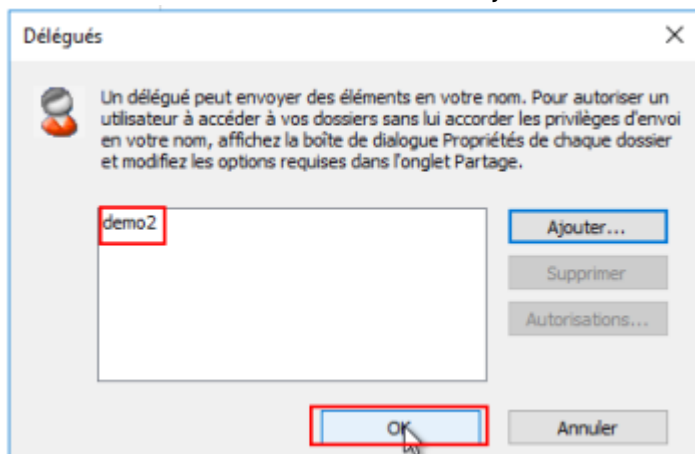 Délégués
Un délégué peut envoyer des éléments en votre nom. Pour autoriser un
utilisateur à accéder à vos dossiers sans lui accorder les privilèges d'envoi
en votre nom, affichez la boîte de dialogue Propriétés de chaque dossier
et modifiez les options requises dans l'onglet Partage.
demo2
Ajouter...
Supprimer
Autorisations...
OK
Annuler